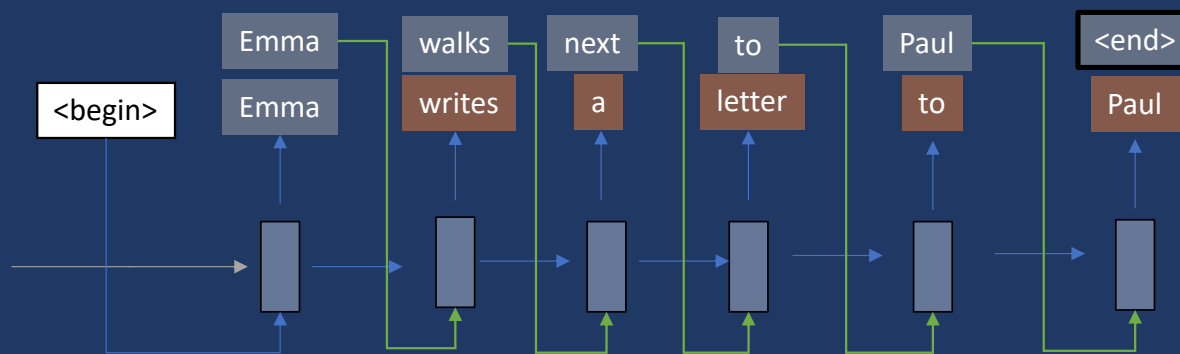 Emma walks next to Paul <end>
<begin> Emma writes a letter to Paul